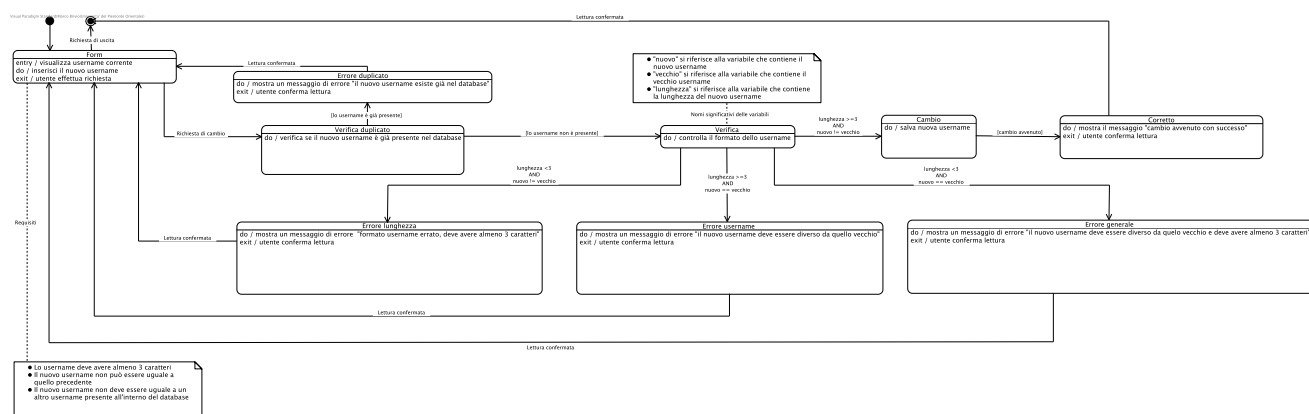 Lettura confermata
Richiesta di uscita
Form
entry / visualizza username corrente
do / inserisci il nuovo username
exit / utente effettua richiesta
Lettura confermata
Errore duplicato
do / mostra un messaggio di errore "il nuovo username esiste già nel database"
exit / utente conferma lettura
● "nuovo" si riferisce alla variabile che contiene il
nuovo username
● "vecchio" si riferisce alla variabile che contiene il
vecchio username
● "lunghezza" si riferisce alla variabile che contiene
la lunghezza del nuovo username
[lo username è già presente]
Nomi significativi delle variabili
Richiesta di cambio
Verifica duplicato
do / verifica se il nuovo username è già presente nel database
[lo username non è presente]
Verifica
do / controlla il formato dello username
lunghezza >=3
AND
nuovo != vecchio
Cambio
do / salva nuova username
[cambio avvenuto]
Corretto
do / mostra il messaggio "cambio avvenuto con successo"
exit / utente conferma lettura
lunghezza <3
AND
nuovo != vecchio
lunghezza >=3
AND
nuovo == vecchio
lunghezza <3
AND
nuovo == vecchio
Requisiti
Lettura confermata
Errore lunghezza
do / mostra un messaggio di errore "formato username errato, deve avere almeno 3 caratteri"
exit / utente conferma lettura
Errore username
do / mostra un messaggio di errore "il nuovo username deve essere diverso da quello vecchio"
exit / utente conferma lettura
Errore generale
do / mostra un messaggio di errore "il nuovo username deve essere diverso da quelo vecchio e deve avere almeno 3 caratteri"
exit / utente conferma lettura
Lettura confermata
Lettura confermata
● Lo username deve avere almeno 3 caratteri
● Il nuovo username non può essere uguale a
quello precedente
● Il nuovo username non deve essere uguale a un
altro username presente all'interno del database